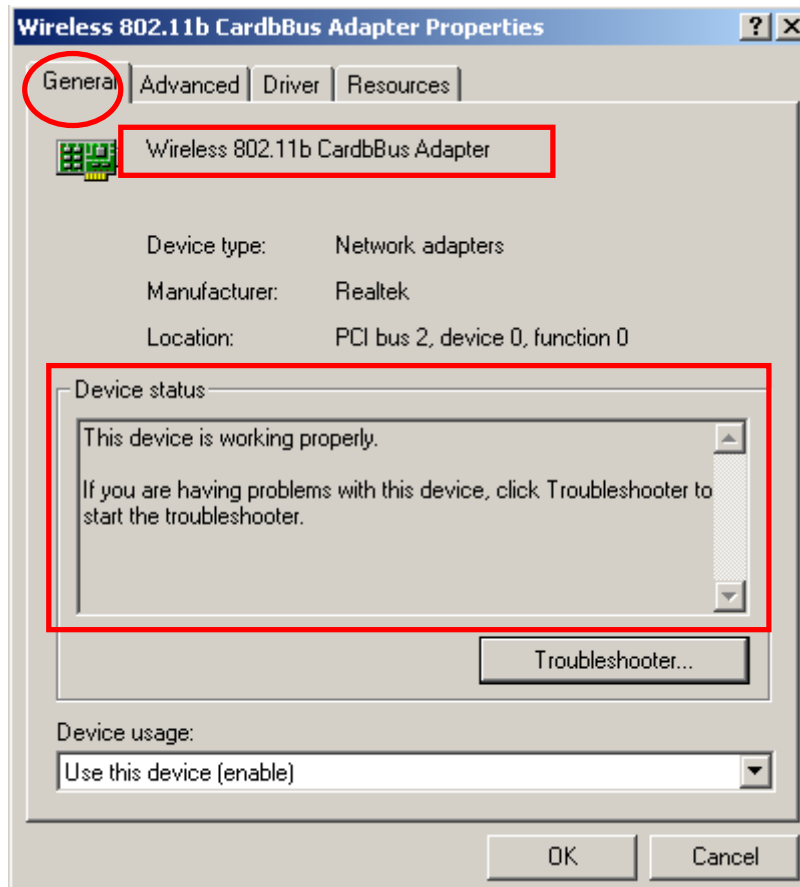 Wireless 802.11b CardbBus Adapter Properties
General Advanced Driver Resources
Wireless 802.11b CardbBus Adapter
Device type: Network adapters
Manufacturer: Realtek
Location: PCI bus 2, device 0, function 0
Device status
This device is working properly.
If you are having problems with this device, click Troubleshooter to
start the troubleshooter.
Troubleshooter...
Device usage:
Use this device (enable)
OK Cancel